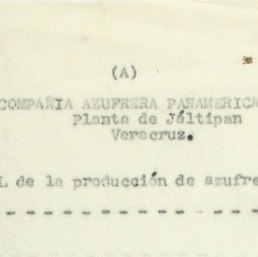 (A)
COMPAÑIA AZUFRERA PANAMERICA
Planta de Jáltipan
Veracruz.
L de la producción de azufre
- - - - - - - - - - - - - - - -